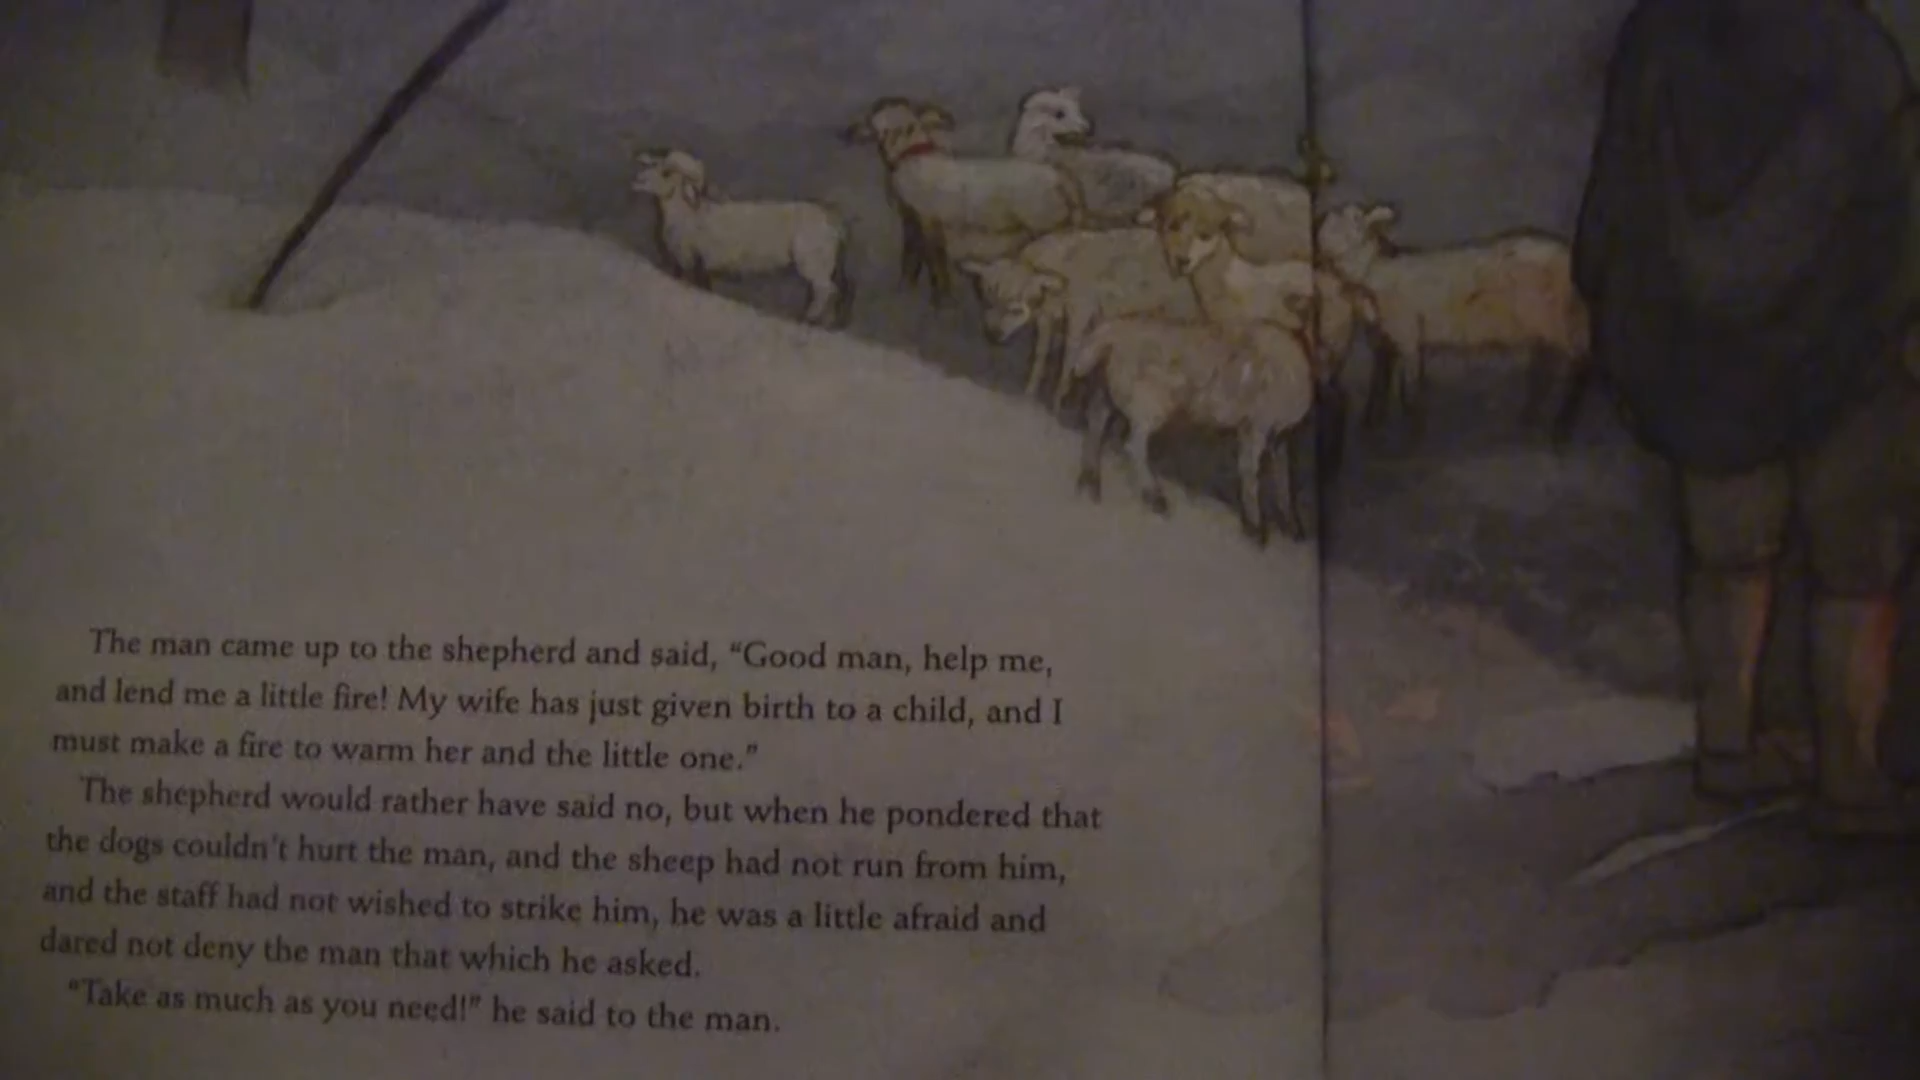 The man came up to the shepherd and said, “Good man, help me,
and lend me a little fire! My wife has just given birth to a child, and I
must make a fire to warm her and the little one.”
The shepherd would rather have said no, but when he pondered that
the dogs couldn't hurt the man, and the sheep had not run from him,
and the staff had not wished to strike him, he was a little afraid and
dared not deny the man that which he asked.
“Take as much as you need!” he said to the man.